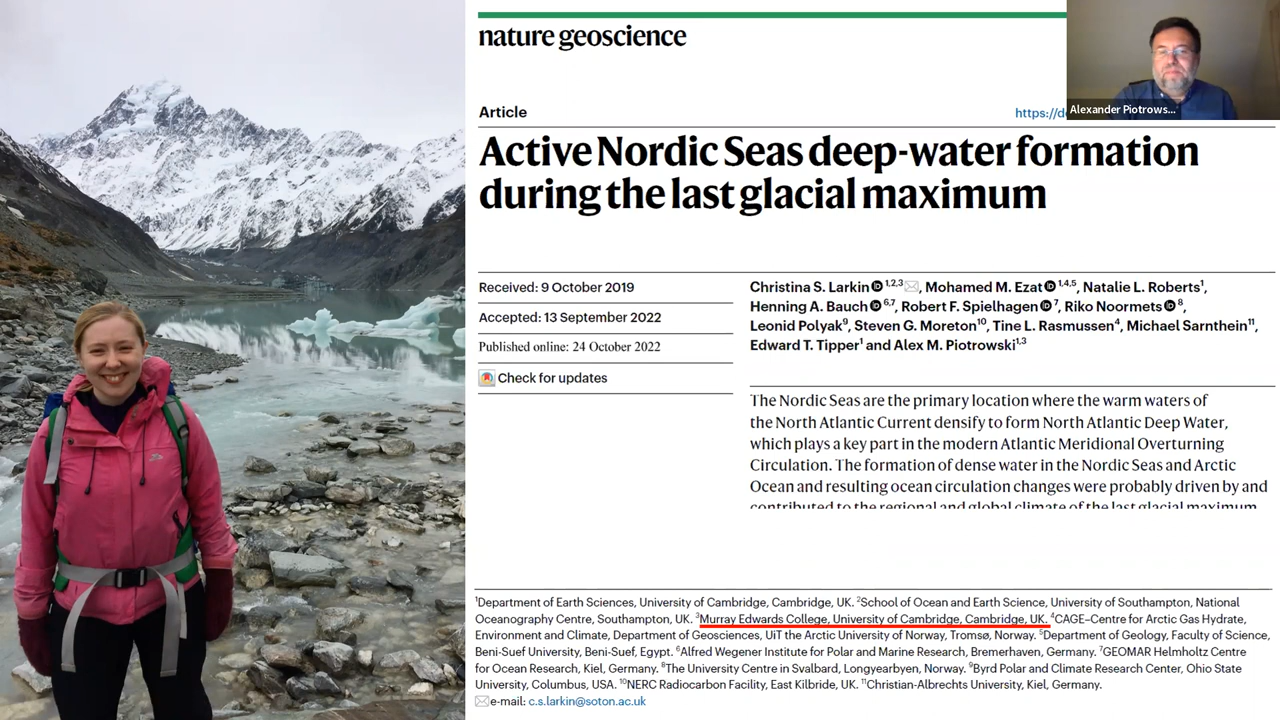 nature geoscience
Alexander Piotrows...
Article
https://d
Active Nordic Seas deep-water formation
during the last glacial maximum
Received: 9 October 2019
Accepted: 13 September 2022
Published online: 24 October 2022
Check for updates
Christina S. Larkin 1,2,3, Mohamed M. Ezat 1,4,5, Natalie L. Roberts1,
Henning A. Bauch 6,7, Robert F. Spielhagen 7, Riko Noormets 8,
Leonid Polyak9, Steven G. Moreton10, Tine L. Rasmussen4, Michael Sarnthein11,
Edward T. Tipper1 and Alex M. Piotrowski1,3
The Nordic Seas are the primary location where the warm waters of
the North Atlantic Current densify to form North Atlantic Deep Water,
which plays a key part in the modern Atlantic Meridional Overturning
Circulation. The formation of dense water in the Nordic Seas and Arctic
Ocean and resulting ocean circulation changes were probably driven by and
contributed to the regional and global climate of the last glacial maximum
1Department of Earth Sciences, University of Cambridge, Cambridge, UK. 2School of Ocean and Earth Science, University of Southampton, National
Oceanography Centre, Southampton, UK. 3Murray Edwards College, University of Cambridge, Cambridge, UK. 4CAGE–Centre for Arctic Gas Hydrate,
Environment and Climate, Department of Geosciences, UiT the Arctic University of Norway, Tromsø, Norway. 5Department of Geology, Faculty of Science,
Beni-Suef University, Beni-Suef, Egypt. 6Alfred Wegener Institute for Polar and Marine Research, Bremerhaven, Germany. 7GEOMAR Helmholtz Centre
for Ocean Research, Kiel, Germany. 8The University Centre in Svalbard, Longyearbyen, Norway. 9Byrd Polar and Climate Research Center, Ohio State
University, Columbus, USA. 10NERC Radiocarbon Facility, East Kilbride, UK. 11Christian-Albrechts University, Kiel, Germany.
e-mail: c.s.larkin@soton.ac.uk